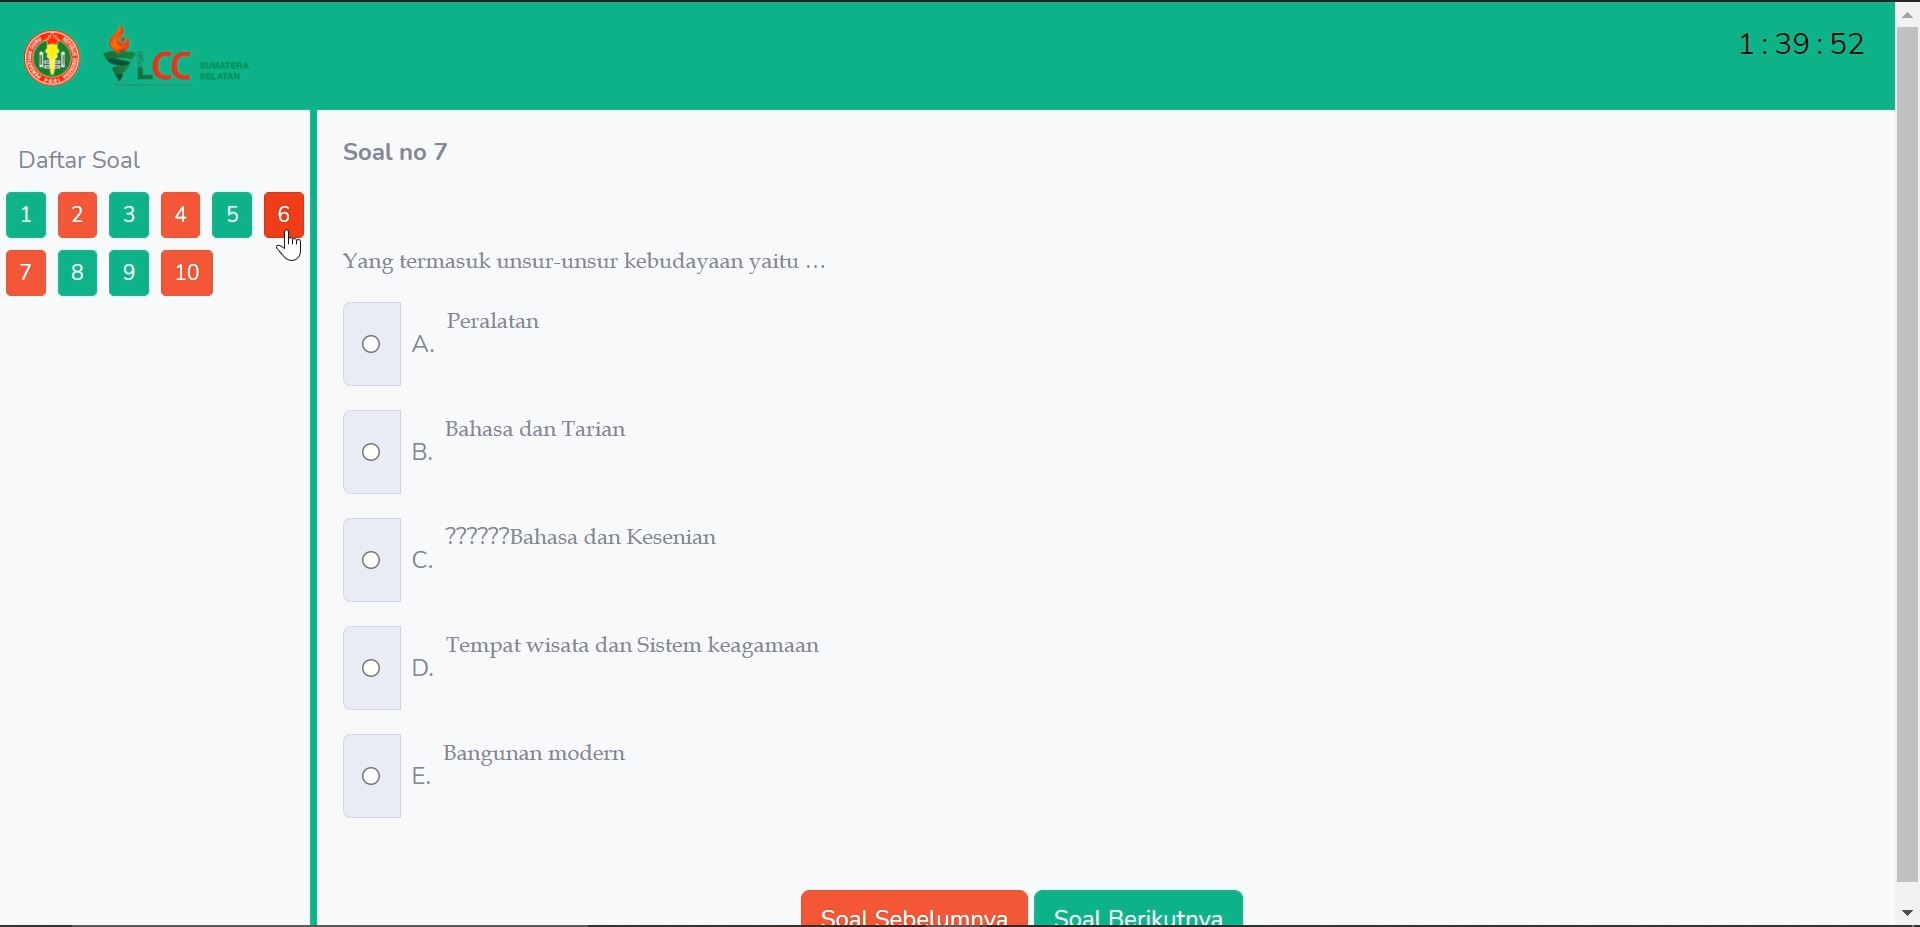 LCC SUMATERA
SELATAN
1 : 39 : 52
Daftar Soal
1 2 3 4 5 6
7 8 9 10
Soal no 7
Yang termasuk unsur-unsur kebudayaan yaitu ...
A. Peralatan
B. Bahasa dan Tarian
C. ??????Bahasa dan Kesenian
D. Tempat wisata dan Sistem keagamaan
E. Bangunan modern
Soal Sebelumnya Soal Berikutnya